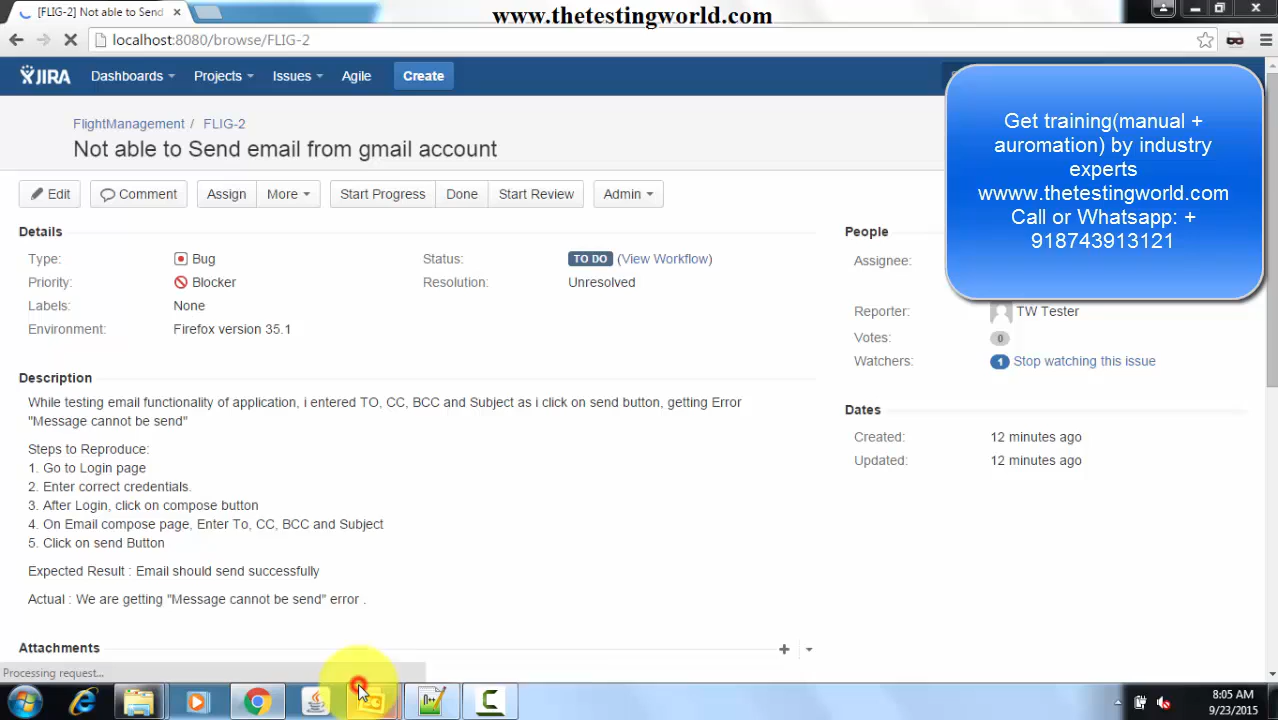 www.thetestingworld.com
[FLIG-2] Not able to Send
localhost:8080/browse/FLIG-2
JIRA Dashboards Projects Issues Agile Create
Get training(manual +
auromation) by industry
experts
wwww.thetestingworld.com
Call or Whatsapp: +
918743913121
FlightManagement / FLIG-2
Not able to Send email from gmail account
Edit Comment Assign More Start Progress Done Start Review Admin
Details
Type: Bug Status: TO DO (View Workflow)
Priority: Blocker Resolution: Unresolved
Labels: None
Environment: Firefox version 35.1
People
Assignee:
Reporter: TW Tester
Votes: 0
Watchers: 1 Stop watching this issue
Description
While testing email functionality of application, i entered TO, CC, BCC and Subject as i click on send button, getting Error
"Message cannot be send"
Steps to Reproduce:
1. Go to Login page
2. Enter correct credentials.
3. After Login, click on compose button
4. On Email compose page, Enter To, CC, BCC and Subject
5. Click on send Button
Expected Result : Email should send successfully
Actual : We are getting "Message cannot be send" error .
Dates
Created: 12 minutes ago
Updated: 12 minutes ago
Attachments
Processing request...
8:05 AM
9/23/2015